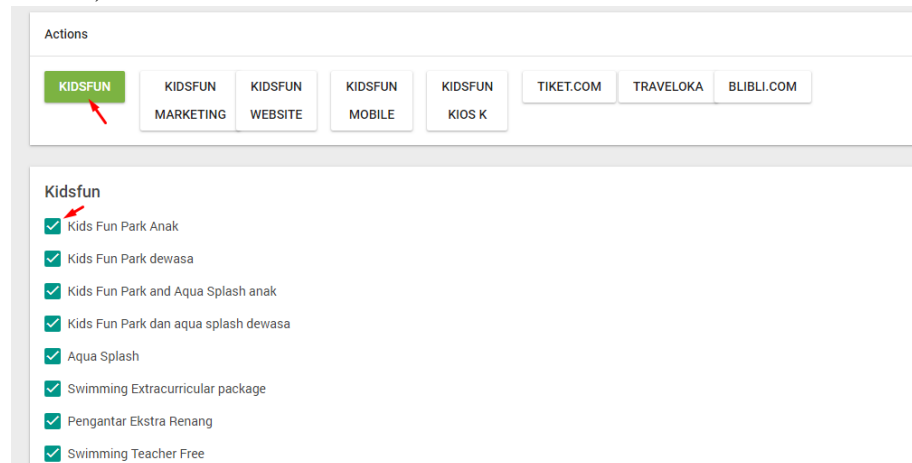 Actions
KIDSFUN
KIDSFUN MARKETING
KIDSFUN WEBSITE
KIDSFUN MOBILE
KIDSFUN KIOS K
TIKET.COM
TRAVELOKA
BLIBLI.COM
Kidsfun
Kids Fun Park Anak
Kids Fun Park dewasa
Kids Fun Park and Aqua Splash anak
Kids Fun Park dan aqua splash dewasa
Aqua Splash
Swimming Extracurricular package
Pengantar Ekstra Renang
Swimming Teacher Free